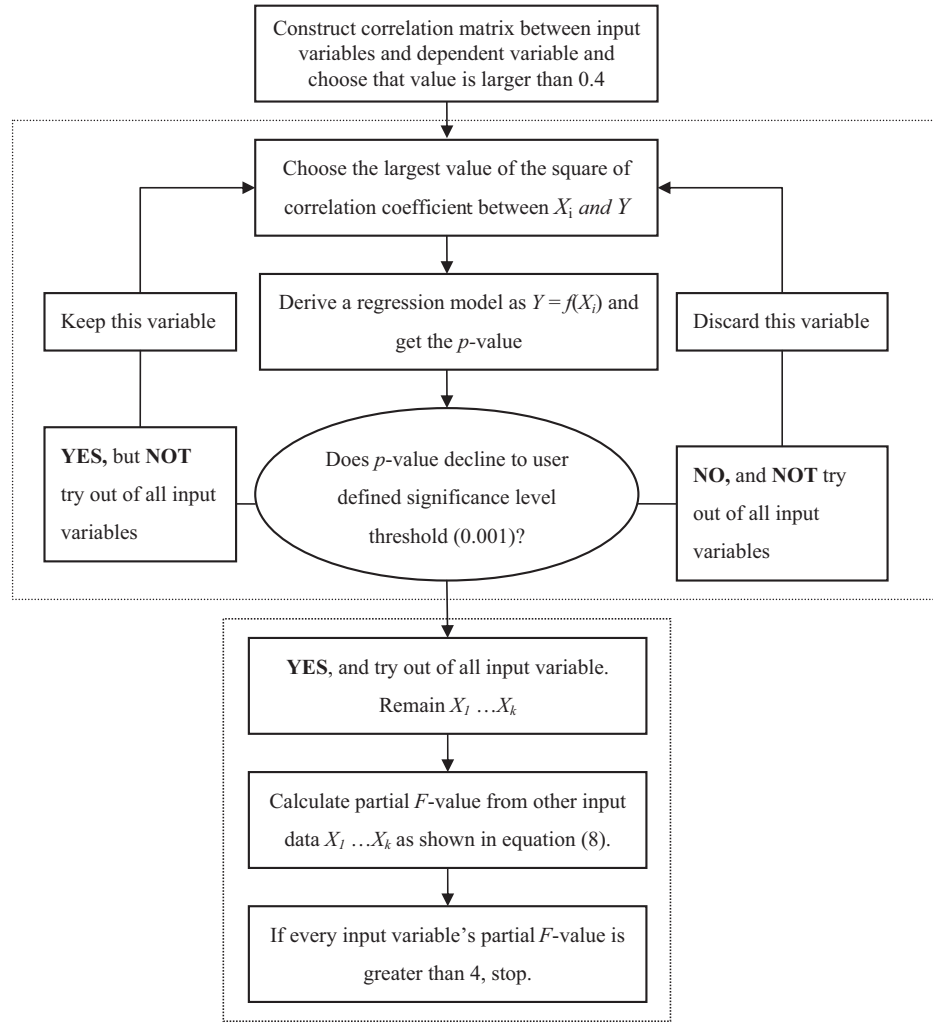 Construct correlation matrix between input
variables and dependent variable and
choose that value is larger than 0.4
Choose the largest value of the square of
correlation coefficient between Xi and Y
Derive a regression model as Y = f(Xi) and
get the p-value
Keep this variable
Discard this variable
YES, but NOT
try out of all input
variables
Does p-value decline to user
defined significance level
threshold (0.001)?
NO, and NOT try
out of all input
variables
YES, and try out of all input variable.
Remain X1 …Xk
Calculate partial F-value from other input
data X1 …Xk as shown in equation (8).
If every input variable's partial F-value is
greater than 4, stop.